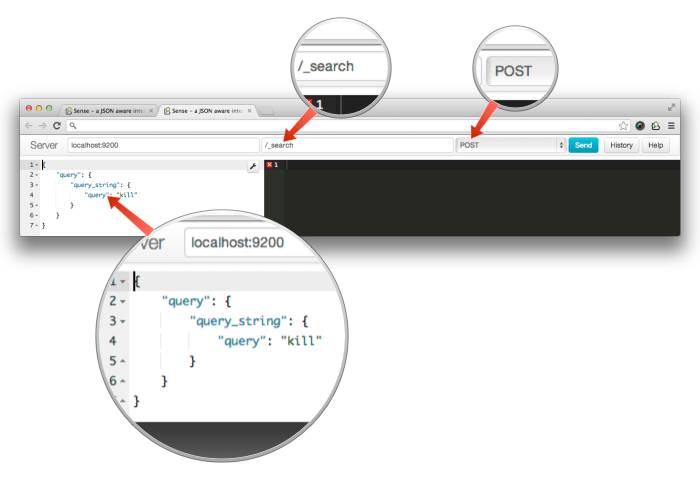 /_search
POST
1
Sense - a JSON aware inte ×
Sense - a JSON aware inte ×
Server localhost:9200 /_search POST Send History Help
1 {
2 "query": {
3 "query_string": {
4 "query": "kill"
5 }
6 }
7 }
1
ver localhost:9200
1 {
2 "query": {
3 "query_string": {
4 "query": "kill"
5 }
6 }
}